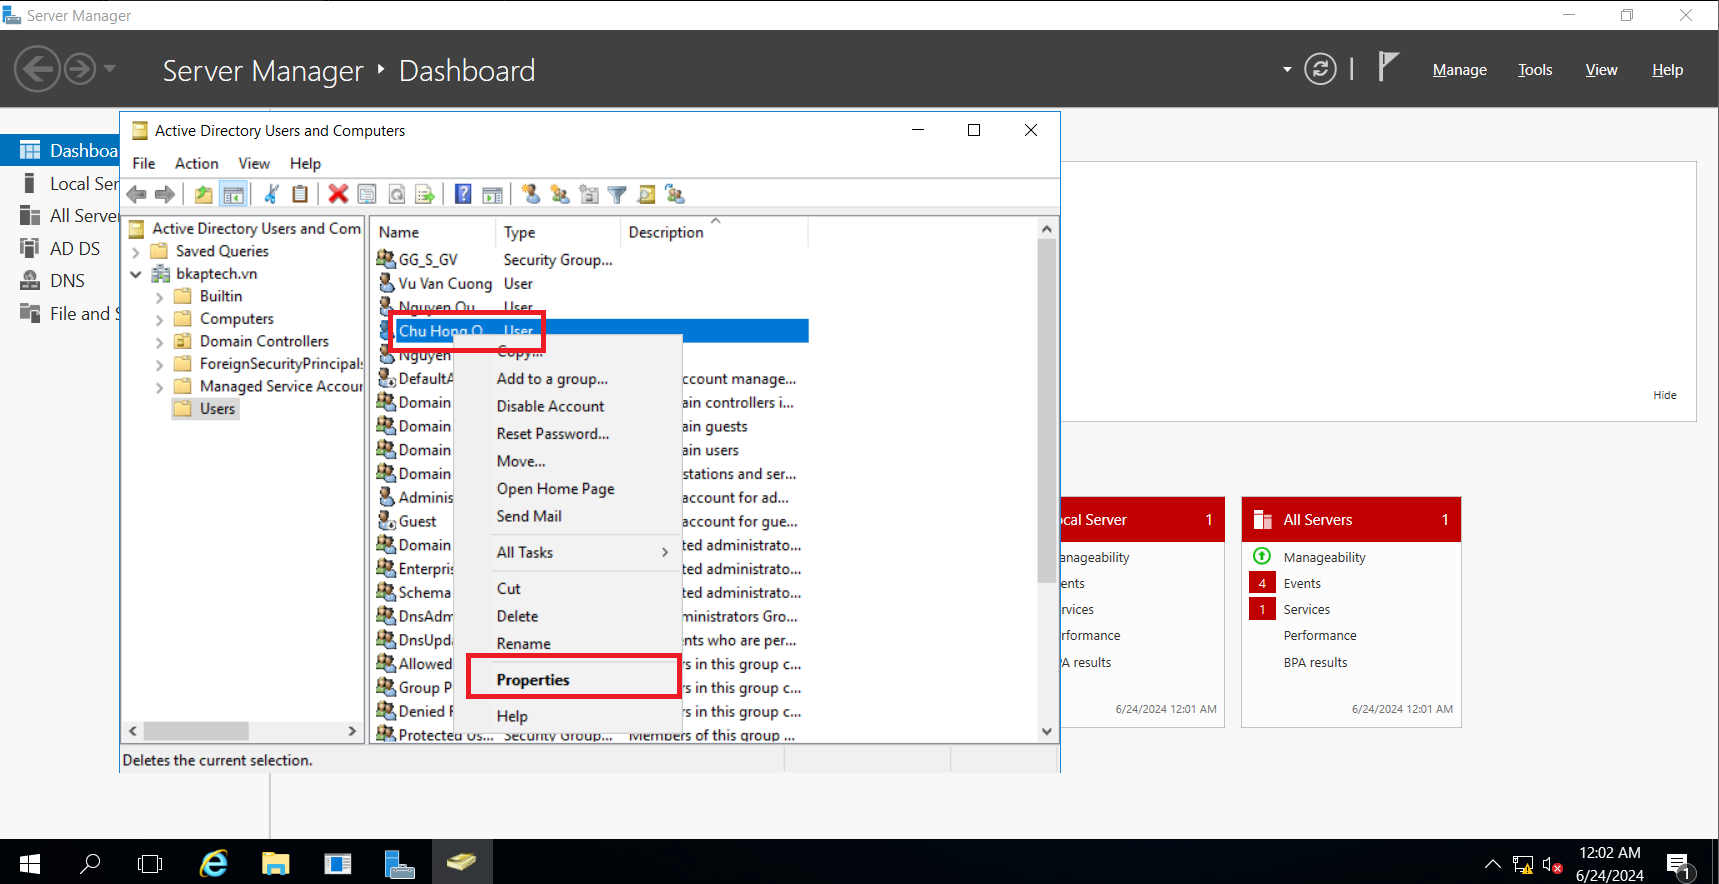 Server Manager
Server Manager Dashboard
Manage Tools View Help
Active Directory Users and Computers
File Action View Help
Dashboa
Local Ser
All Server
AD DS
DNS
File and S
Active Directory Users and Com
Saved Queries
bkaptech.vn
Builtin
Computers
Domain Controllers
ForeignSecurityPrincipals
Managed Service Accour
Users
Name Type Description
GG_S_GV Security Group...
Vu Van Cuong User
Nguyen Qu... User
Chu Hong Q... User
Nguyen
DefaultA ccount manage...
Domain ain controllers i...
Domain ain guests
Domain ain users
Domain stations and ser...
Adminis account for ad...
Guest account for gue...
Domain ted administrato...
Enterpris ted administrato...
Schema ted administrato...
DnsAdm ministrators Gro...
DnsUpda nts who are per...
Allowed rs in this group c...
Group P rs in this group c...
Denied R rs in this group c...
Protected Us... Security Group... Members of this group ...
Copy...
Add to a group...
Disable Account
Reset Password...
Move...
Open Home Page
Send Mail
All Tasks
Cut
Delete
Rename
Properties
Help
Deletes the current selection.
Hide
ocal Server 1
anageability
ents
rvices
rformance
A results
6/24/2024 12:01 AM
All Servers 1
Manageability
4 Events
1 Services
Performance
BPA results
6/24/2024 12:01 AM
12:02 AM
6/24/2024
1